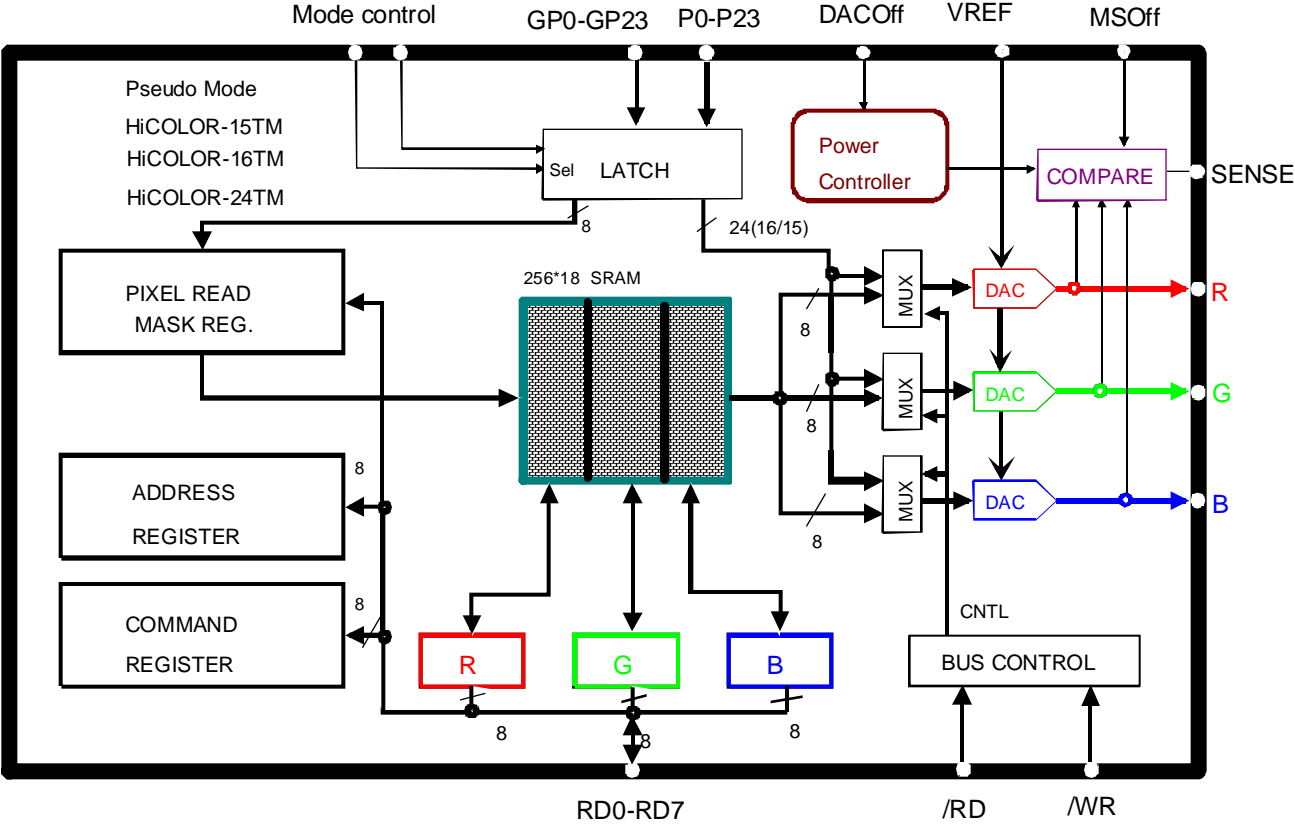 Mode control
GP0-GP23
P0-P23
DACOff
VREF
MSOff
Pseudo Mode
HiCOLOR-15TM
HiCOLOR-16TM
HiCOLOR-24TM
Sel
LATCH
Power
Controller
COMPARE
SENSE
8
24(16/15)
PIXEL READ
MASK REG.
256*18 SRAM
8
MUX
DAC
R
8
MUX
DAC
G
8
MUX
DAC
B
8
ADDRESS
REGISTER
8
COMMAND
REGISTER
R
G
B
8
8
8
CNTL
BUS CONTROL
RD0-RD7
/RD
/WR